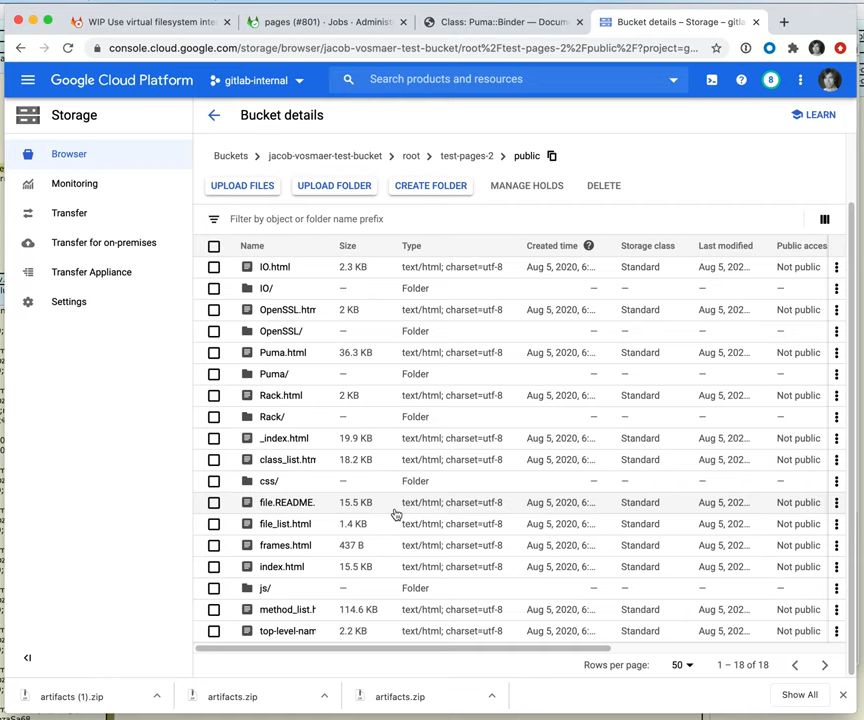 WIP Use virtual filesystem inte
pages (#801) · Jobs · Adminis
Class: Puma::Binder — Docum
Bucket details – Storage – gitlab
console.cloud.google.com/storage/browser/jacob-vosmaer-test-bucket/root%2Ftest-pages-2%2Fpublic%2F?project=g...
Google Cloud Platform
gitlab-internal
Search products and resources
8
Storage
Bucket details
LEARN
Browser
Monitoring
Transfer
Transfer for on-premises
Transfer Appliance
Settings
Buckets > jacob-vosmaer-test-bucket > root > test-pages-2 > public
UPLOAD FILES UPLOAD FOLDER CREATE FOLDER MANAGE HOLDS DELETE
Filter by object or folder name prefix
Name Size Type Created time Storage class Last modified Public acces
IO.html 2.3 KB text/html; charset=utf-8 Aug 5, 2020, 6:... Standard Aug 5, 202... Not public
IO/ — Folder — — — —
OpenSSL.htm 2 KB text/html; charset=utf-8 Aug 5, 2020, 6:... Standard Aug 5, 202... Not public
OpenSSL/ — Folder — — — —
Puma.html 36.3 KB text/html; charset=utf-8 Aug 5, 2020, 6:... Standard Aug 5, 202... Not public
Puma/ — Folder — — — —
Rack.html 2 KB text/html; charset=utf-8 Aug 5, 2020, 6:... Standard Aug 5, 202... Not public
Rack/ — Folder — — — —
_index.html 19.9 KB text/html; charset=utf-8 Aug 5, 2020, 6:... Standard Aug 5, 202... Not public
class_list.htm 18.2 KB text/html; charset=utf-8 Aug 5, 2020, 6:... Standard Aug 5, 202... Not public
css/ — Folder — — — —
file.README. 15.5 KB text/html; charset=utf-8 Aug 5, 2020, 6:... Standard Aug 5, 202... Not public
file_list.html 1.4 KB text/html; charset=utf-8 Aug 5, 2020, 6:... Standard Aug 5, 202... Not public
frames.html 437 B text/html; charset=utf-8 Aug 5, 2020, 6:... Standard Aug 5, 202... Not public
index.html 15.5 KB text/html; charset=utf-8 Aug 5, 2020, 6:... Standard Aug 5, 202... Not public
js/ — Folder — — — —
method_list.h 114.6 KB text/html; charset=utf-8 Aug 5, 2020, 6:... Standard Aug 5, 202... Not public
top-level-nam 2.2 KB text/html; charset=utf-8 Aug 5, 2020, 6:... Standard Aug 5, 202... Not public
Rows per page: 50 1 – 18 of 18
artifacts (1).zip
artifacts.zip
artifacts.zip
Show All